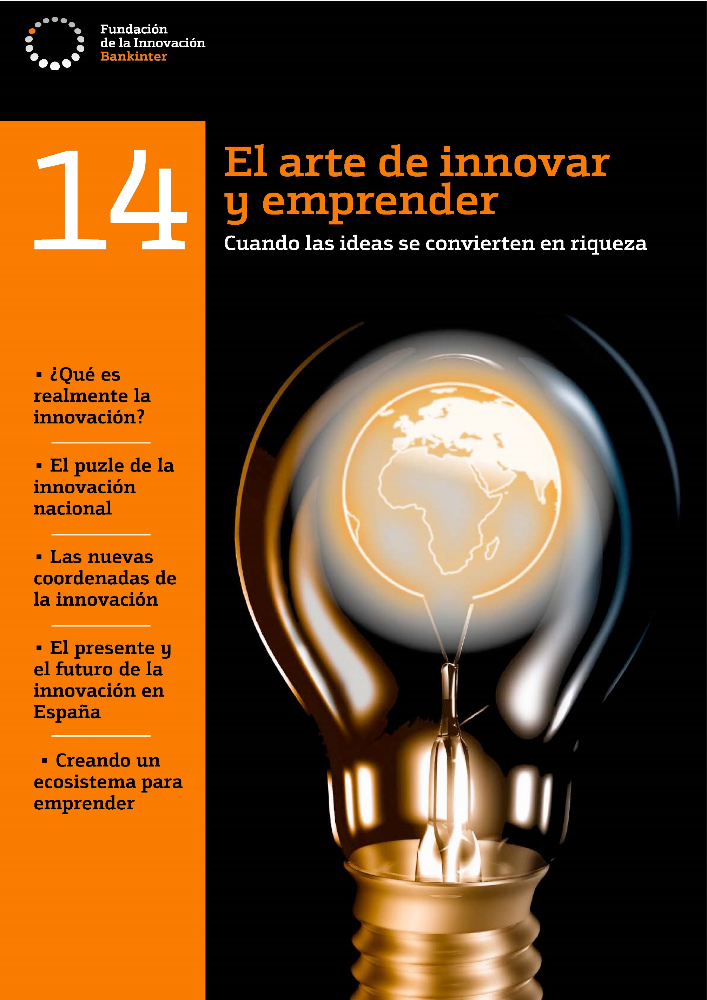 Fundación
de la Innovación
Bankinter
14
El arte de innovar
y emprender
Cuando las ideas se convierten en riqueza
▪ ¿Qué es
realmente la
innovación?
▪ El puzle de la
innovación
nacional
▪ Las nuevas
coordenadas de
la innovación
▪ El presente y
el futuro de la
innovación en
España
▪ Creando un
ecosistema para
emprender